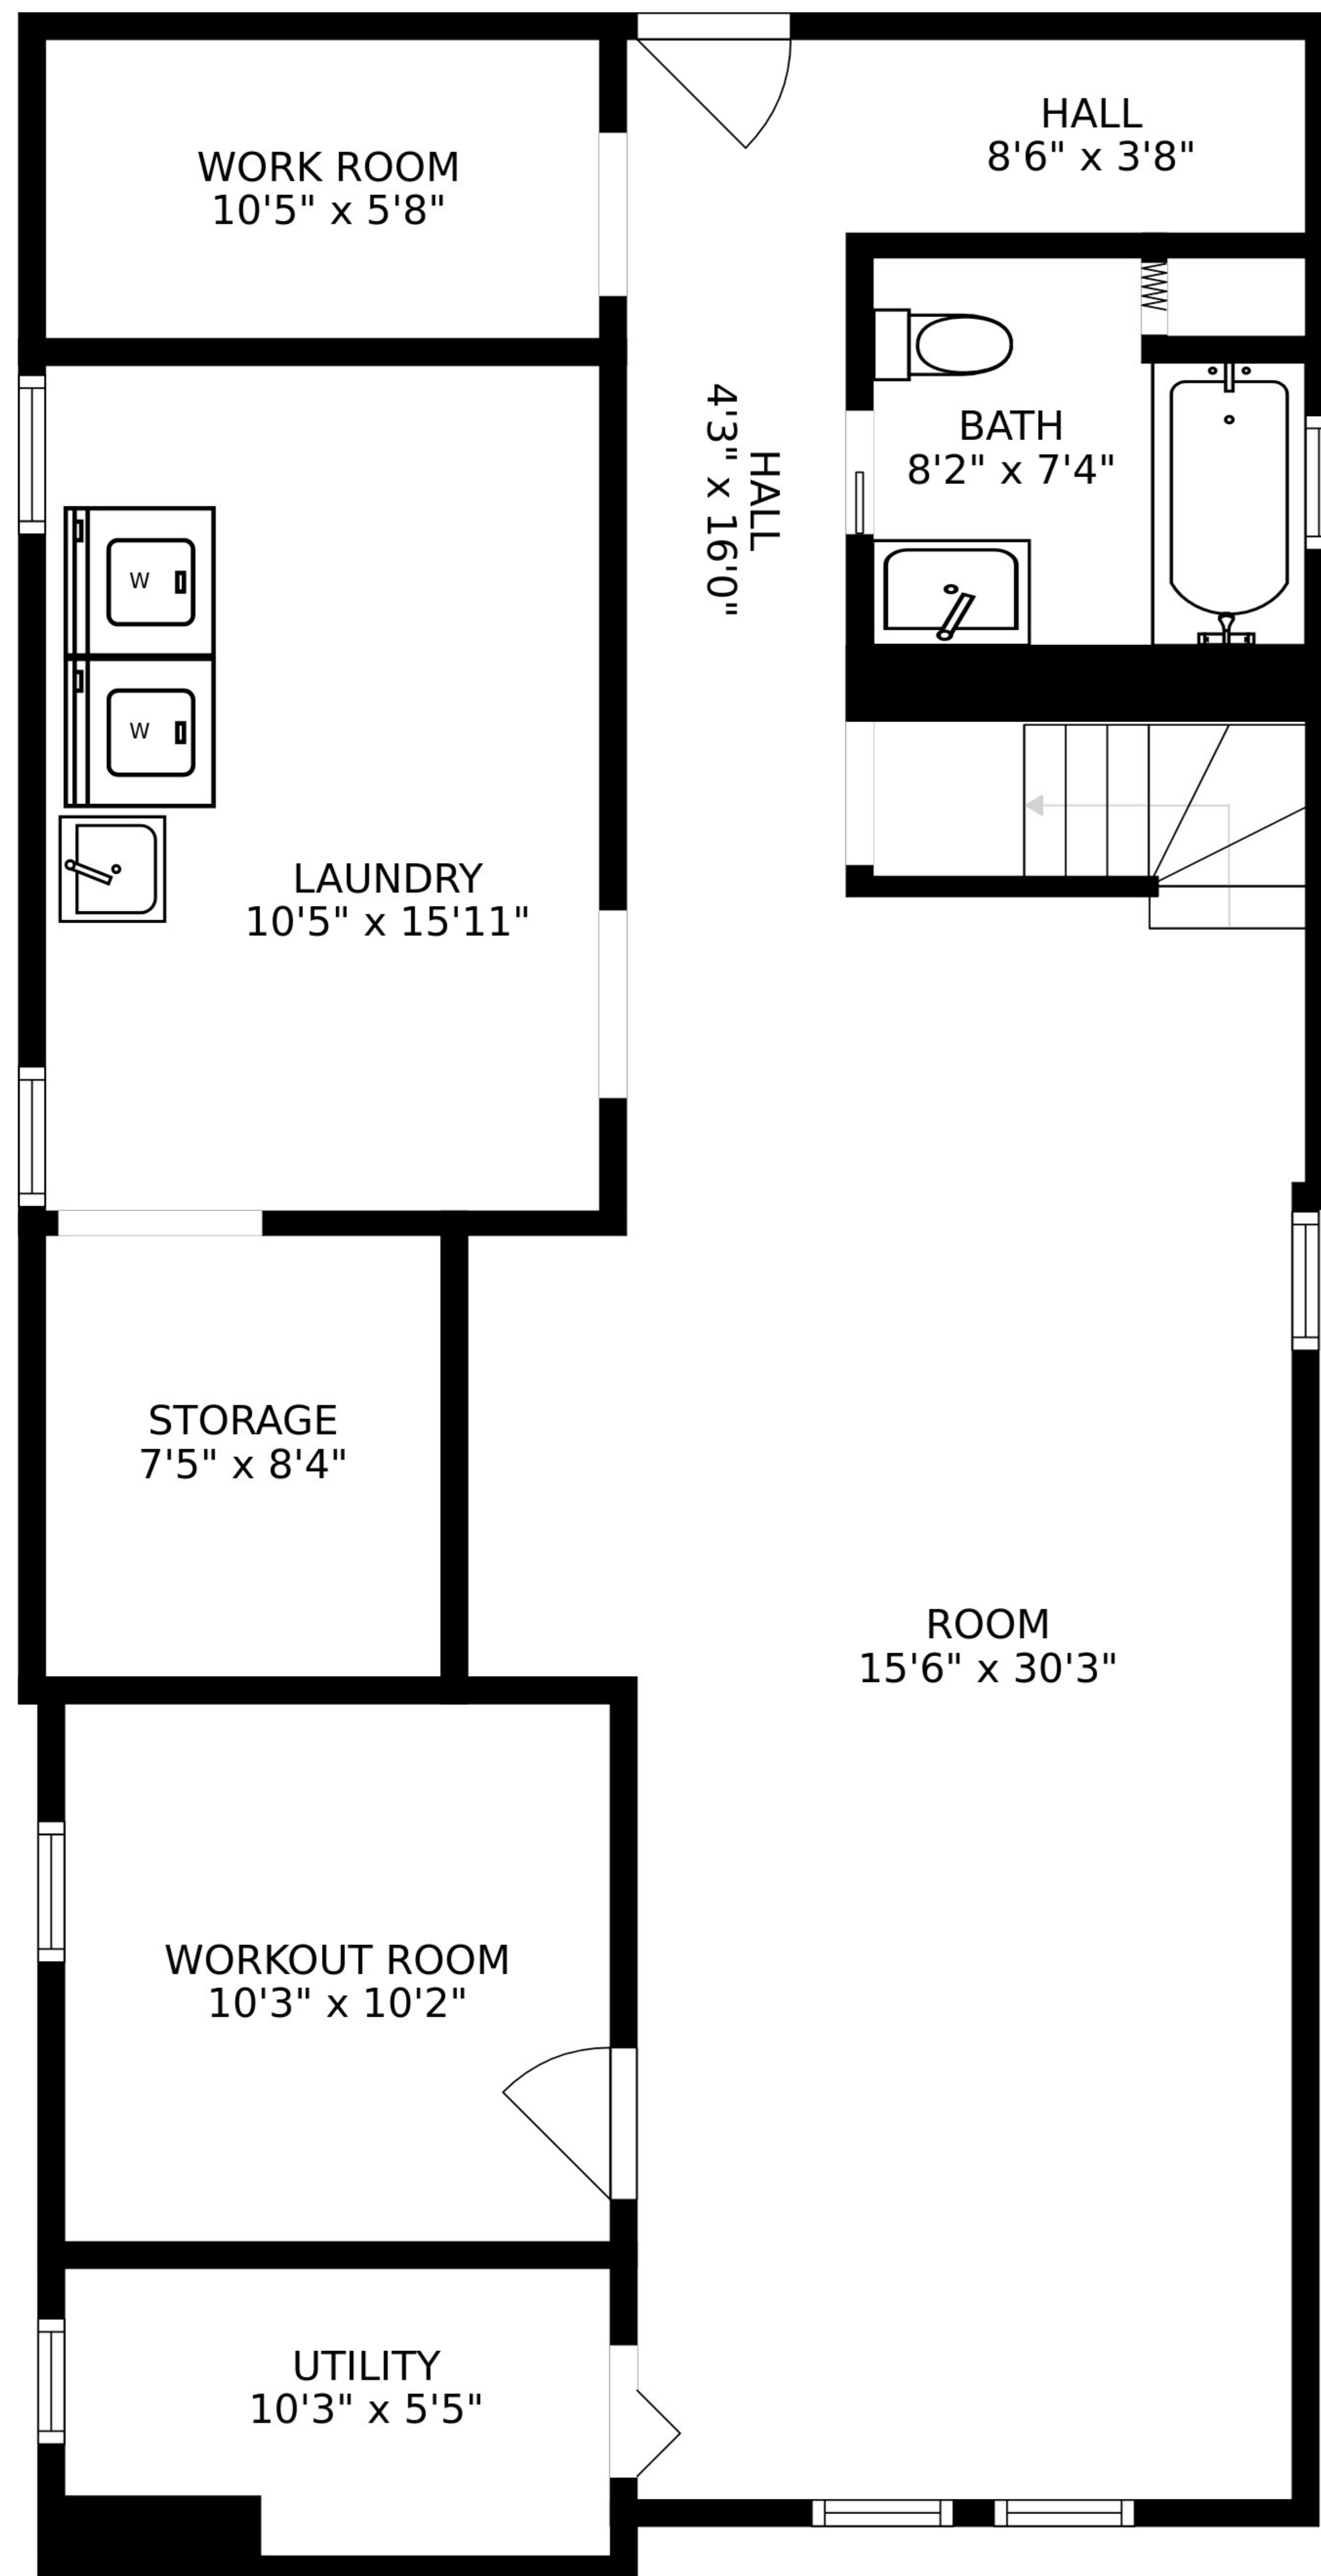 HALL
8'6" x 3'8"
WORK ROOM
10'5" x 5'8"
HALL
4'3" x 16'0"
BATH
8'2" x 7'4"
W
W
LAUNDRY
10'5" x 15'11"
STORAGE
7'5" x 8'4"
ROOM
15'6" x 30'3"
WORKOUT ROOM
10'3" x 10'2"
UTILITY
10'3" x 5'5"